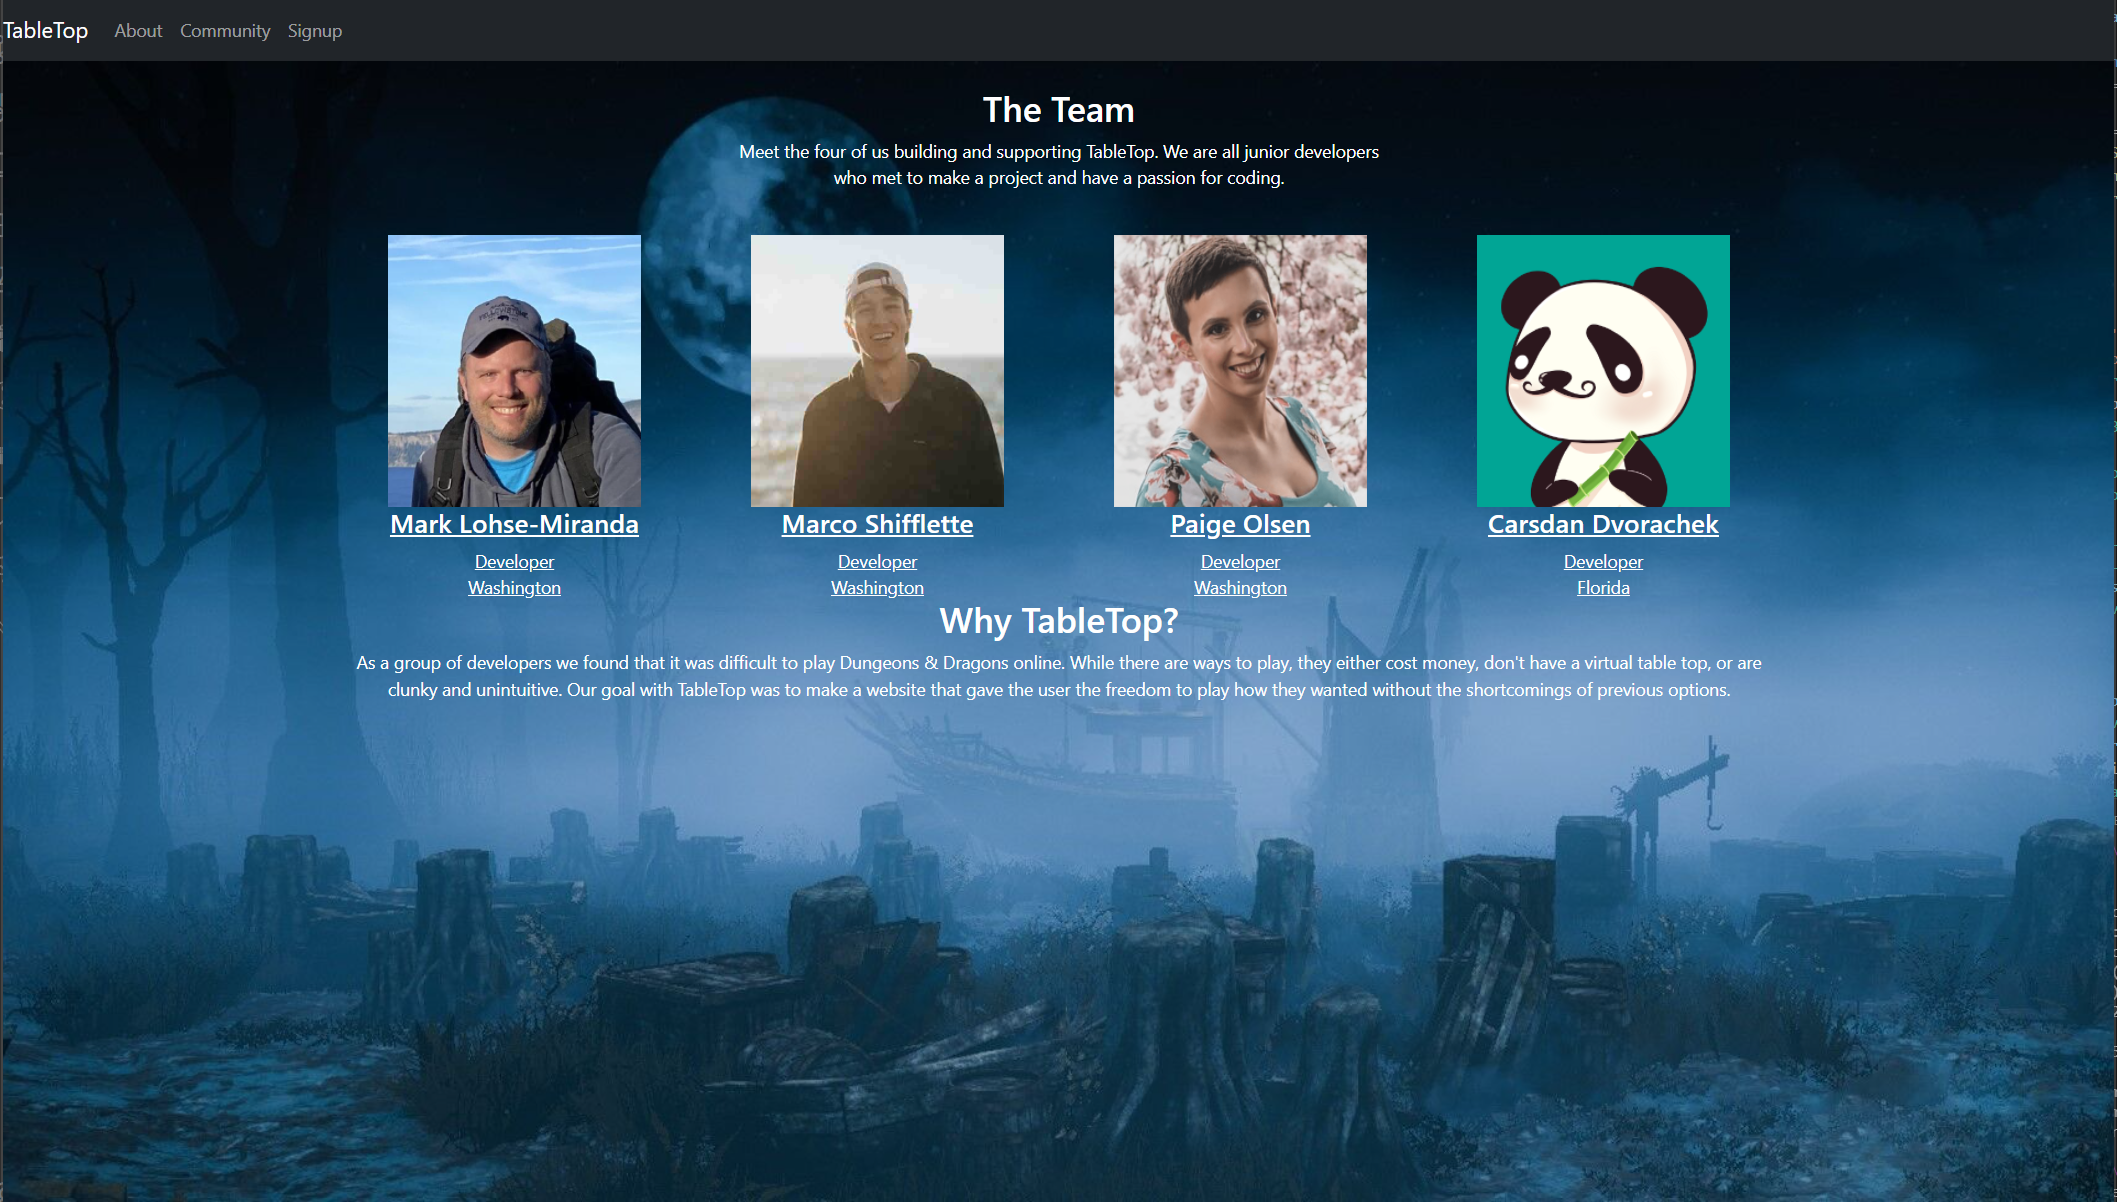 TableTop About Community Signup
The Team
Meet the four of us building and supporting TableTop. We are all junior developers
who met to make a project and have a passion for coding.
Mark Lohse-Miranda
Developer
Washington
Marco Shifflette
Developer
Washington
Paige Olsen
Developer
Washington
Carsdan Dvorachek
Developer
Florida
Why TableTop?
As a group of developers we found that it was difficult to play Dungeons & Dragons online. While there are ways to play, they either cost money, don't have a virtual table top, or are
clunky and unintuitive. Our goal with TableTop was to make a website that gave the user the freedom to play how they wanted without the shortcomings of previous options.